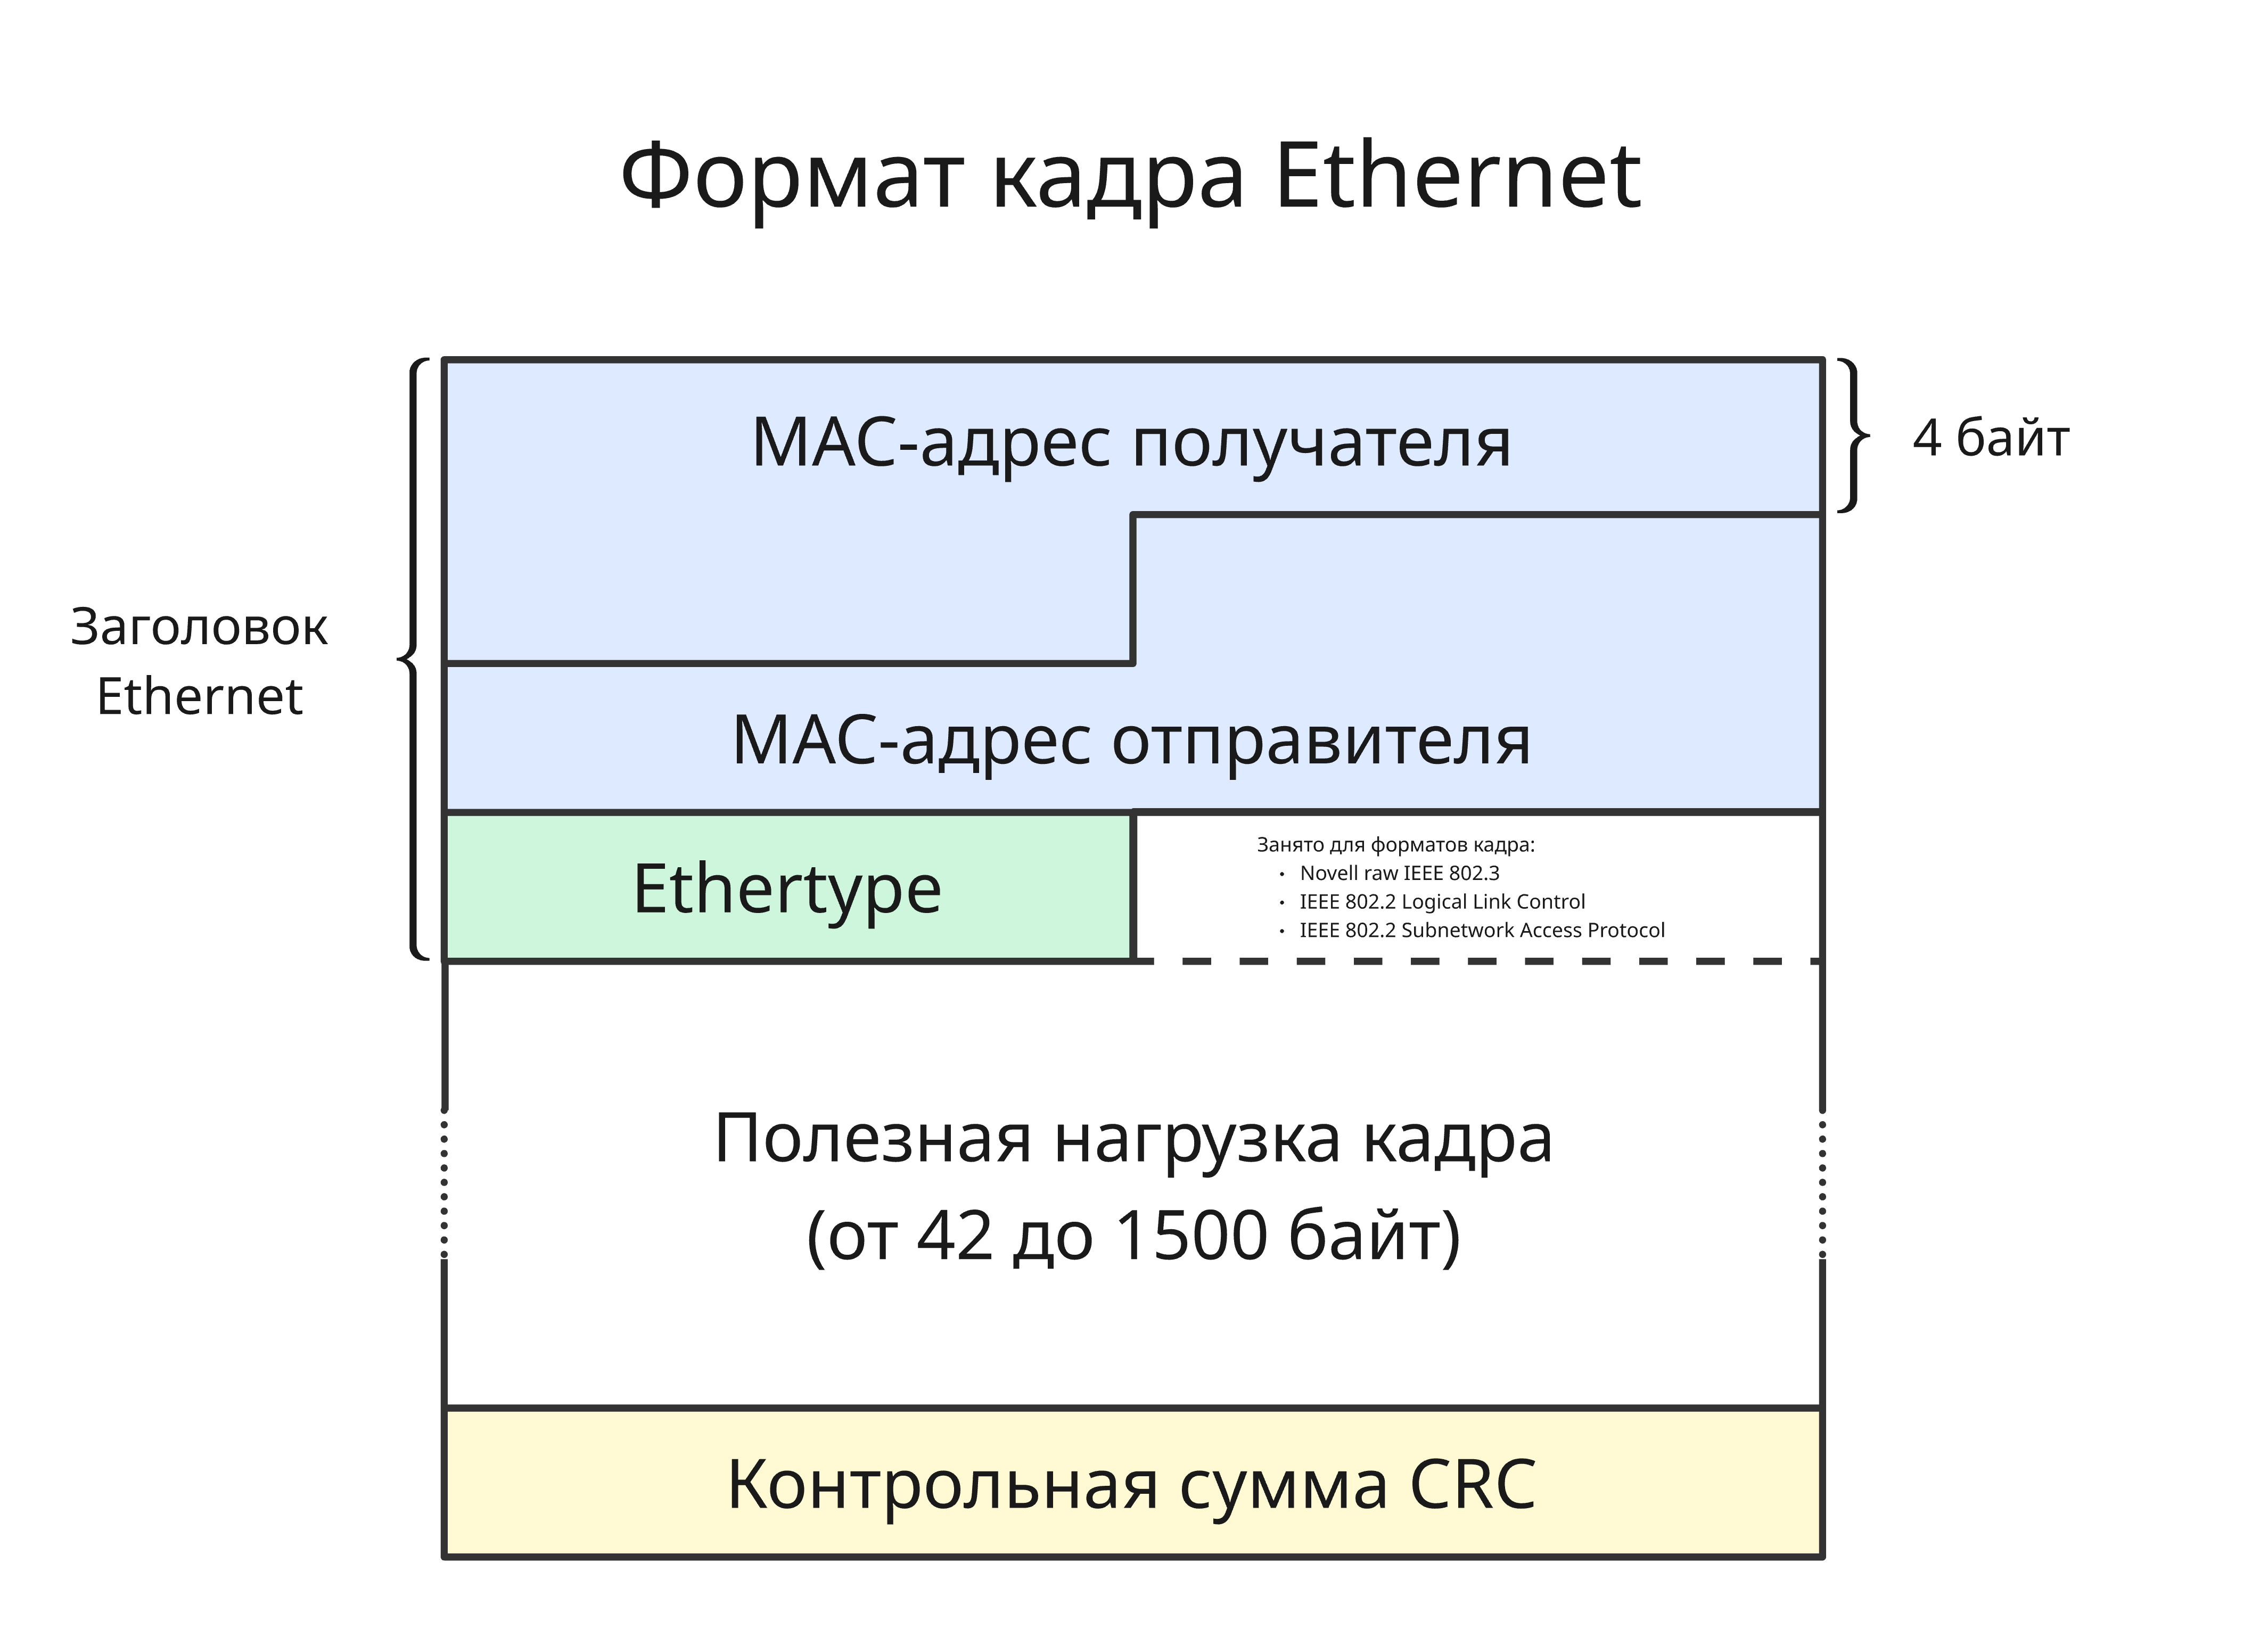 Формат кадра Ethernet
MAC-адрес получателя
4 байт
Заголовок
Ethernet
MAC-адрес отправителя
Ethertype
Занято для форматов кадра:
• Novell raw IEEE 802.3
• IEEE 802.2 Logical Link Control
• IEEE 802.2 Subnetwork Access Protocol
Полезная нагрузка кадра
(от 42 до 1500 байт)
Контрольная сумма CRC